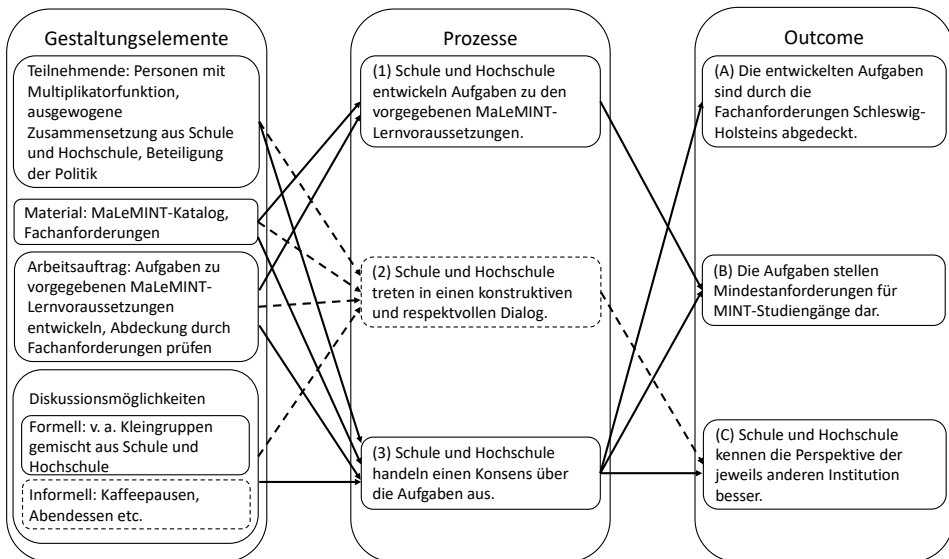 Gestaltungselemente
Teilnehmende: Personen mit
Multiplikatorfunktion,
ausgewogene
Zusammensetzung aus Schule
und Hochschule, Beteiligung
der Politik
Material: MaLeMINT-Katalog,
Fachanforderungen
Arbeitsauftrag: Aufgaben zu
vorgegebenen MaLeMINT-
Lernvoraussetzungen
entwickeln, Abdeckung durch
Fachanforderungen prüfen
Diskussionsmöglichkeiten
Formell: v. a. Kleingruppen
gemischt aus Schule und
Hochschule
Informell: Kaffeepausen,
Abendessen etc.
Prozesse
(1) Schule und Hochschule
entwickeln Aufgaben zu den
vorgegebenen MaLeMINT-
Lernvoraussetzungen.
(2) Schule und Hochschule
treten in einen konstruktiven
und respektvollen Dialog.
(3) Schule und Hochschule
handeln einen Konsens über
die Aufgaben aus.
Outcome
(A) Die entwickelten Aufgaben
sind durch die
Fachanforderungen Schleswig-
Holsteins abgedeckt.
(B) Die Aufgaben stellen
Mindestanforderungen für
MINT-Studiengänge dar.
(C) Schule und Hochschule
kennen die Perspektive der
jeweils anderen Institution
besser.